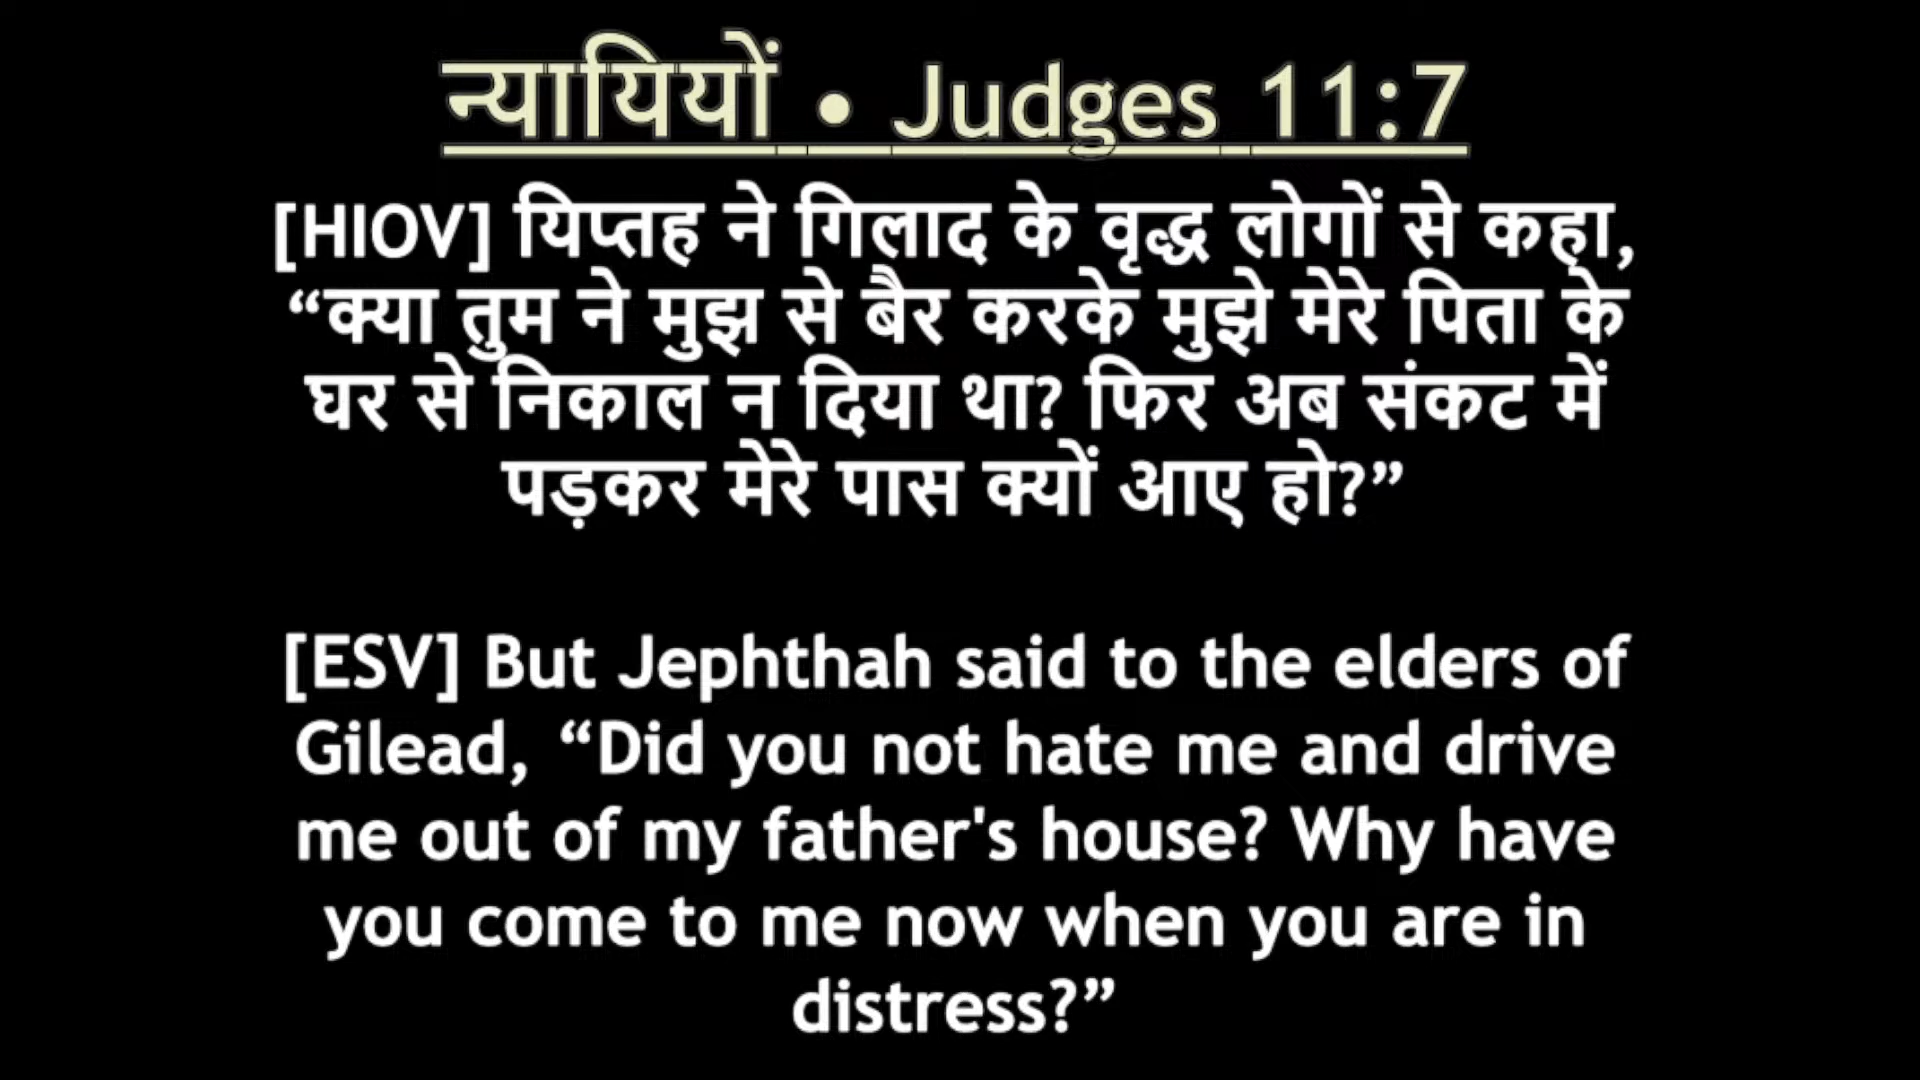 न्यायियों • Judges 11:7
[HIOV] यिप्तह ने गिलाद के वृद्ध लोगों से कहा,
“क्या तुम ने मुझ से बैर करके मुझे मेरे पिता के
घर से निकाल न दिया था? फिर अब संकट में
पड़कर मेरे पास क्यों आए हो?”
[ESV] But Jephthah said to the elders of
Gilead, “Did you not hate me and drive
me out of my father's house? Why have
you come to me now when you are in
distress?”